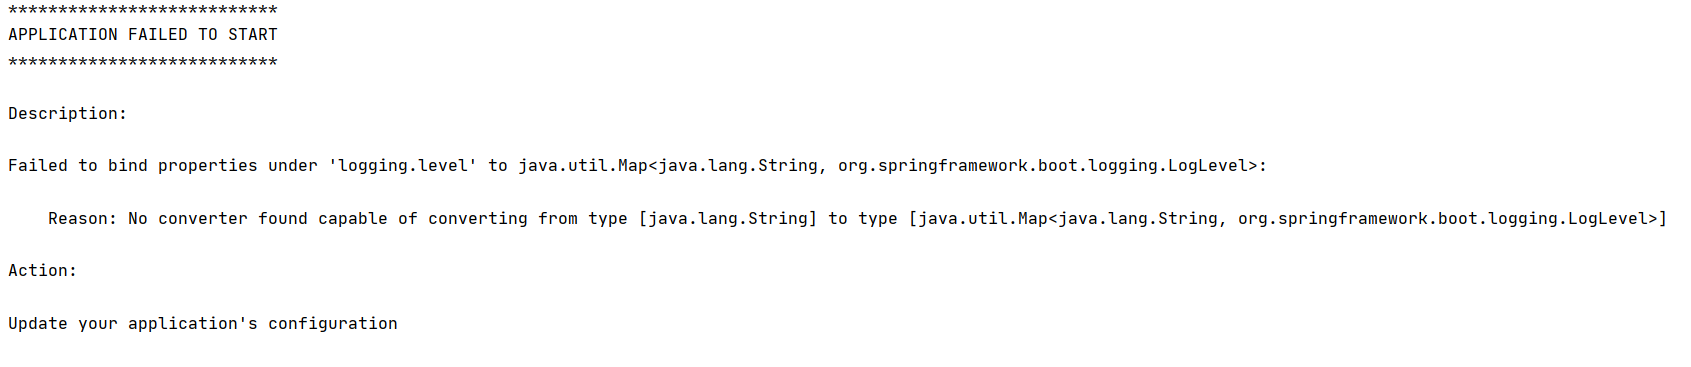 ***************************
APPLICATION FAILED TO START
***************************
Description:
Failed to bind properties under 'logging.level' to java.util.Map<java.lang.String, org.springframework.boot.logging.LogLevel>:
Reason: No converter found capable of converting from type [java.lang.String] to type [java.util.Map<java.lang.String, org.springframework.boot.logging.LogLevel>]
Action:
Update your application's configuration